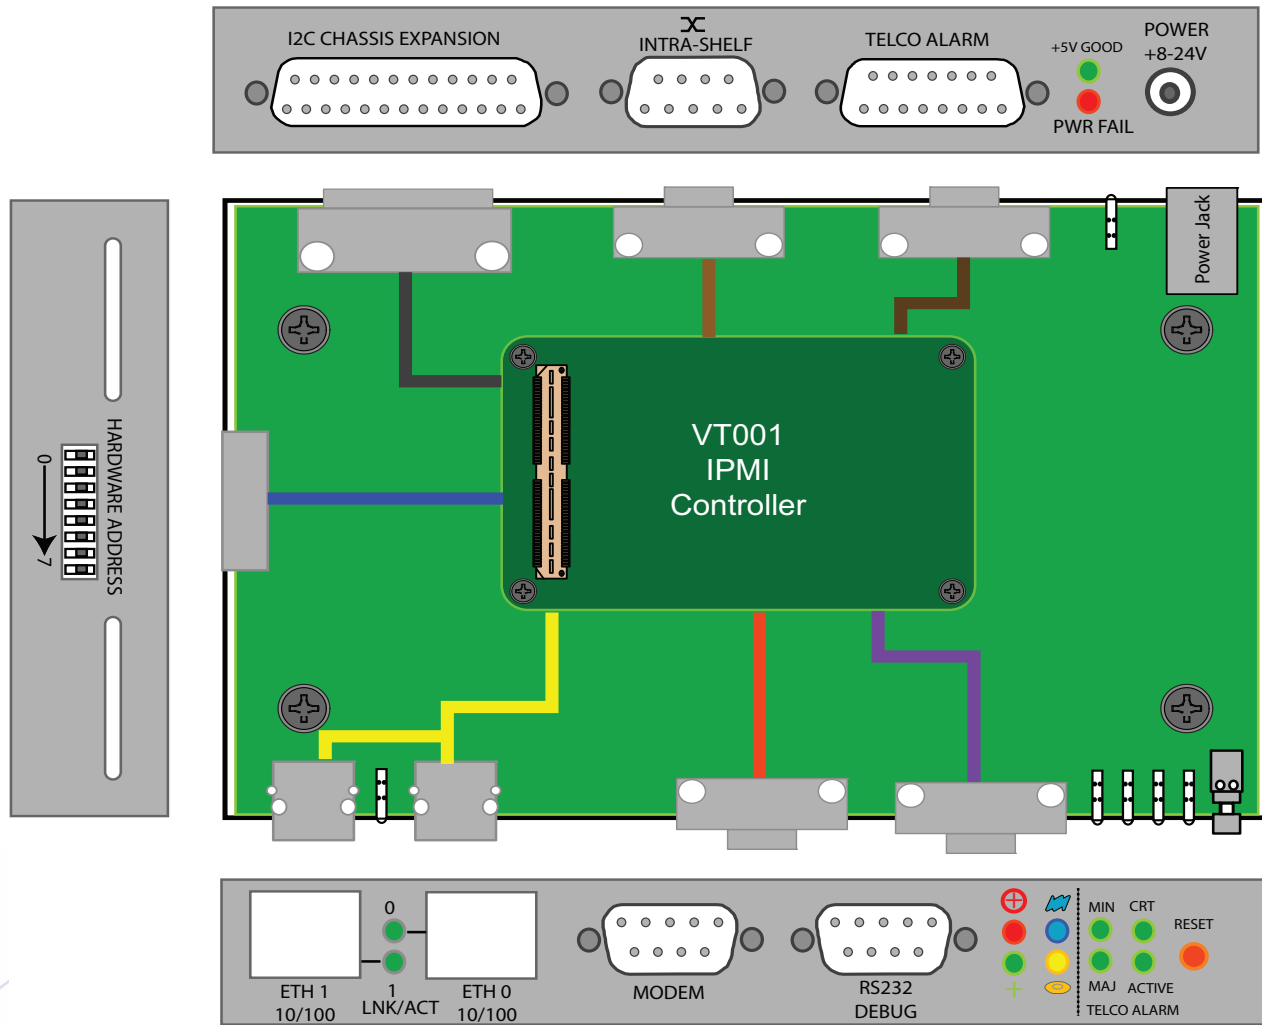 I2C CHASSIS EXPANSION
INTRA-SHELF
TELCO ALARM
+5V GOOD
PWR FAIL
POWER
+8-24V
Power Jack
HARDWARE ADDRESS
0
7
VT001
IPMI
Controller
ETH 1
10/100
0
1
LNK/ACT
ETH 0
10/100
MODEM
RS232
DEBUG
MIN CRT
MAJ ACTIVE
TELCO ALARM
RESET